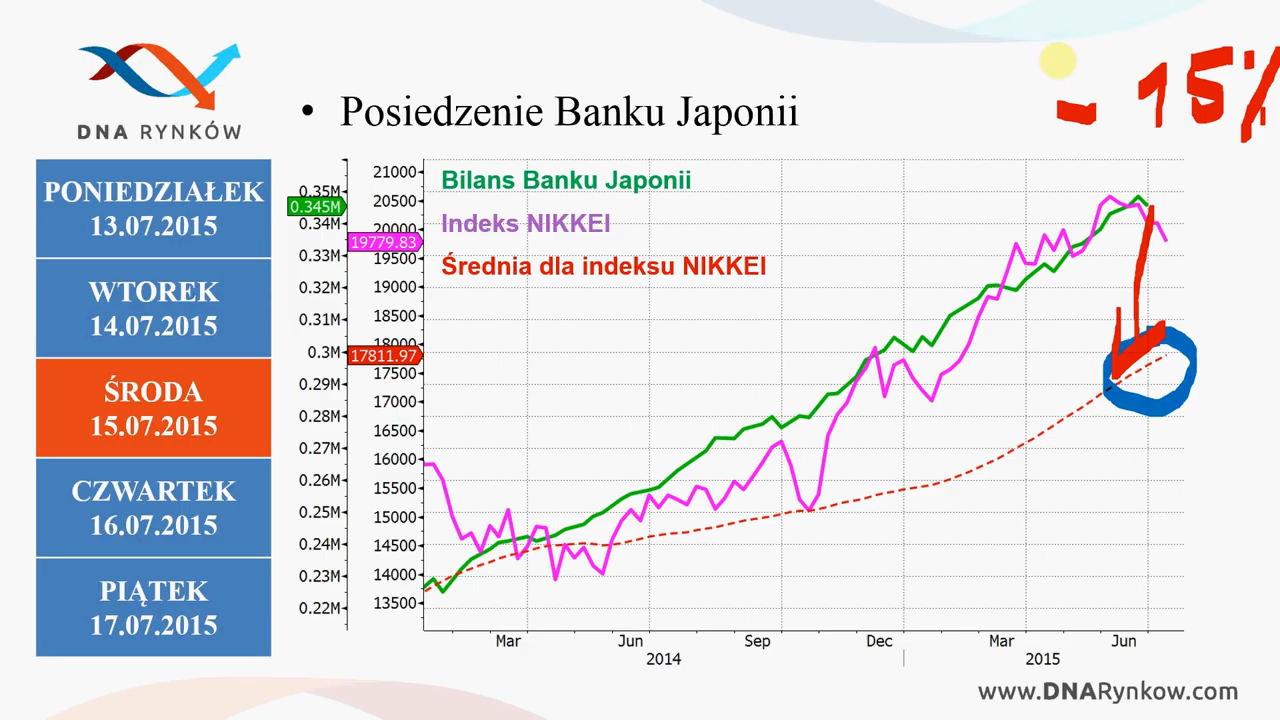 DNA RYNKÓW
• Posiedzenie Banku Japonii
- 15%
PONIEDZIAŁEK
13.07.2015
WTOREK
14.07.2015
ŚRODA
15.07.2015
CZWARTEK
16.07.2015
PIĄTEK
17.07.2015
Bilans Banku Japonii
Indeks NIKKEI
Średnia dla indeksu NIKKEI
0.35M
0.345M
0.34M
0.33M
0.32M
0.31M
0.3M
0.29M
0.28M
0.27M
0.26M
0.25M
0.24M
0.23M
0.22M
21000
20500
20000
19779.83
19500
19000
18500
18000
17811.97
17500
17000
16500
16000
15500
15000
14500
14000
13500
Mar Jun Sep Dec Mar Jun
2014 2015
www.DNARynkow.com